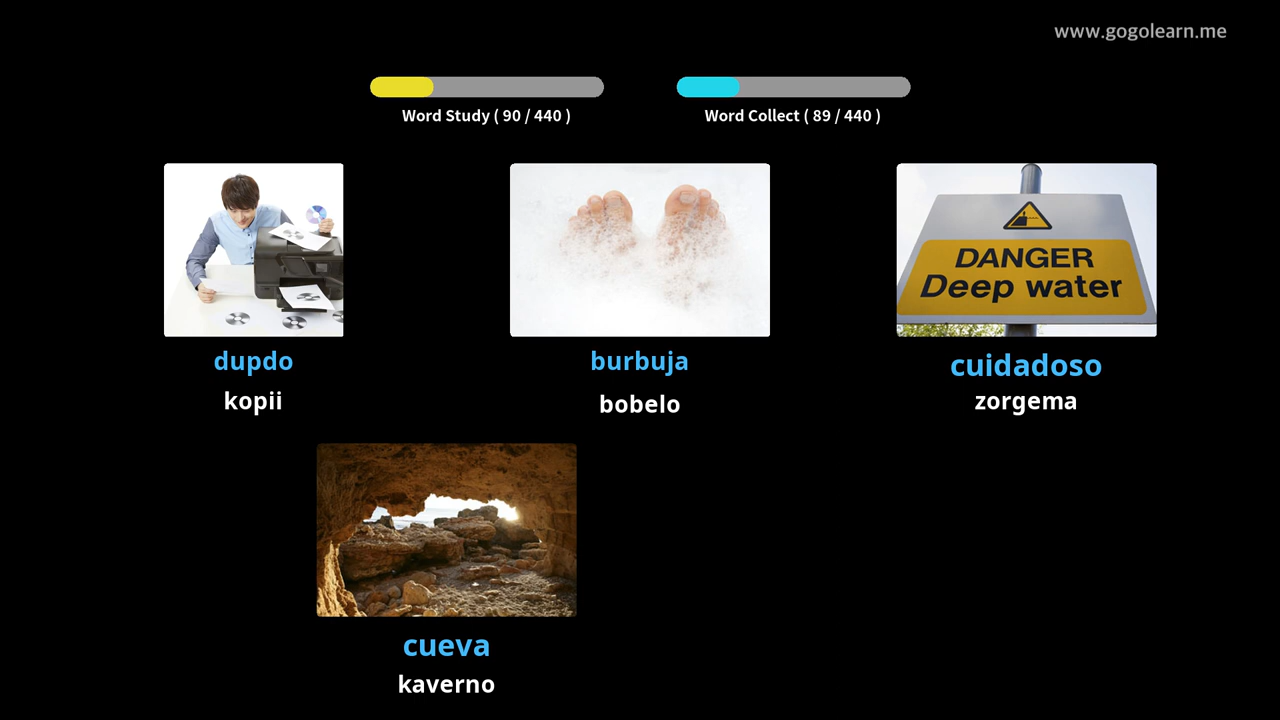 www.gogolearn.me
Word Study ( 90 / 440 )
Word Collect ( 89 / 440 )
DANGER
Deep water
dupdo
kopii
burbuja
bobelo
cuidadoso
zorgema
cueva
kaverno